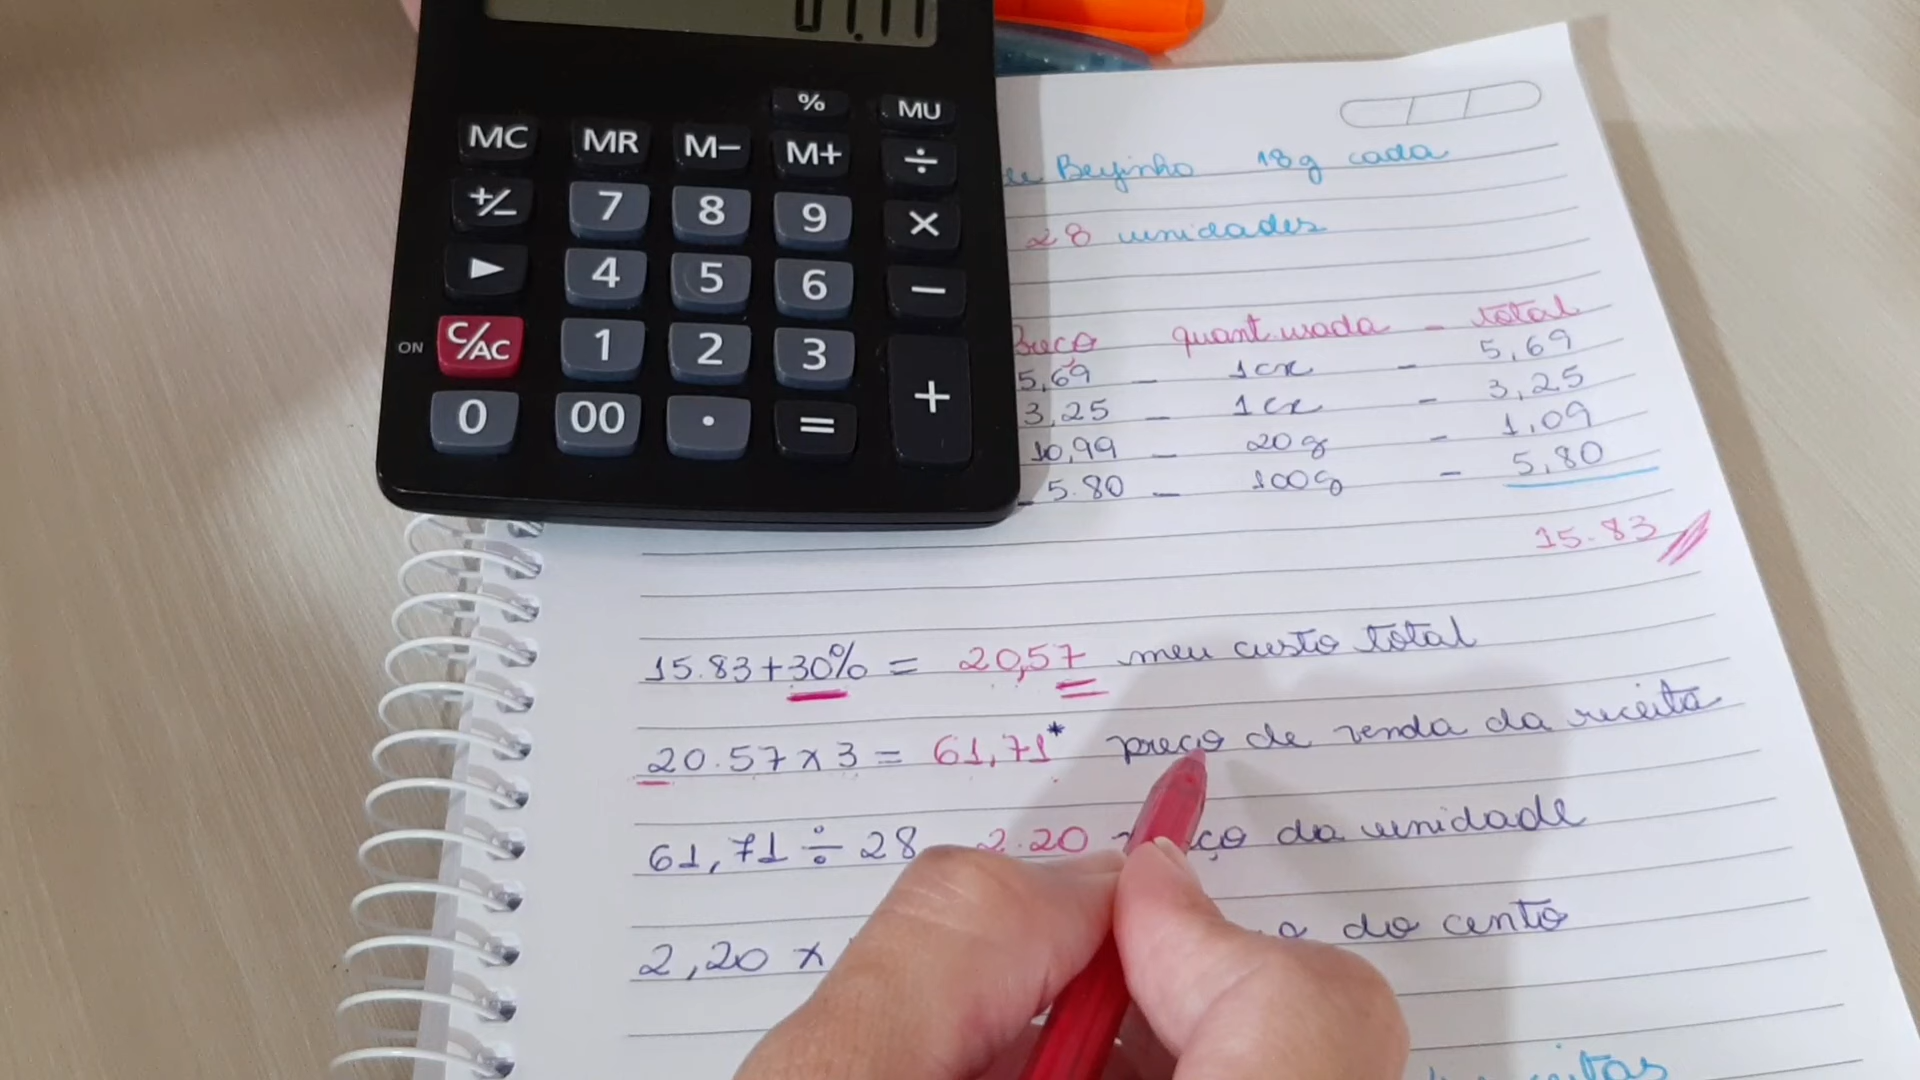 61.71
% MU
MC MR M− M+ ÷
+/− 7 8 9 ×
▶ 4 5 6 −
ON C/AC 1 2 3 +
0 00 . =
Beijinho 18g cada
28 unidades
Preço quant. usada - total
5,69 - 1cx - 5,69
3,25 - 1cx - 3,25
10,99 - 20g - 1,09
- 5.80 - 100g - 5,80
15.83
15.83+30% = 20,57 meu custo total
20.57 x 3 = 61,71* preço de venda da receita
61,71 ÷ 28 2.20 da unidade
2,20 x do cento